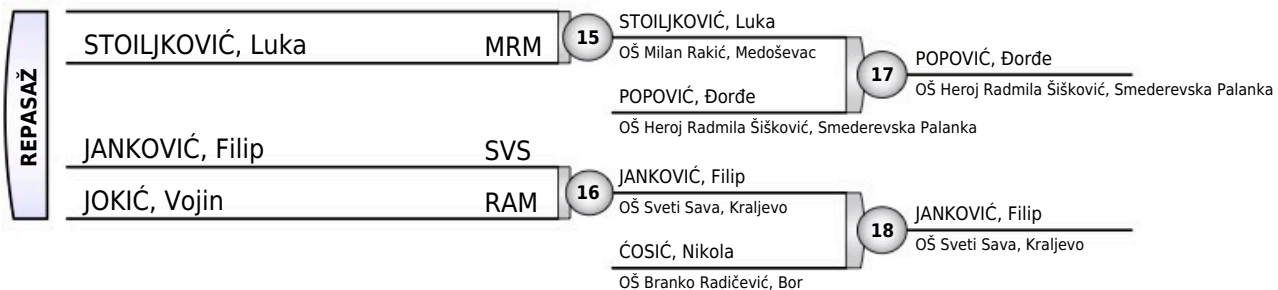 REPASAŽ
STOILJKOVIĆ, Luka MRM
JANKOVIĆ, Filip SVS
JOKIĆ, Vojin RAM
15
STOILJKOVIĆ, Luka
OŠ Milan Rakić, Medoševac
POPOVIĆ, Đorđe
OŠ Heroj Radmila Šišković, Smederevska Palanka
16
JANKOVIĆ, Filip
OŠ Sveti Sava, Kraljevo
ĆOSIĆ, Nikola
OŠ Branko Radičević, Bor
17
POPOVIĆ, Đorđe
OŠ Heroj Radmila Šišković, Smederevska Palanka
18
JANKOVIĆ, Filip
OŠ Sveti Sava, Kraljevo